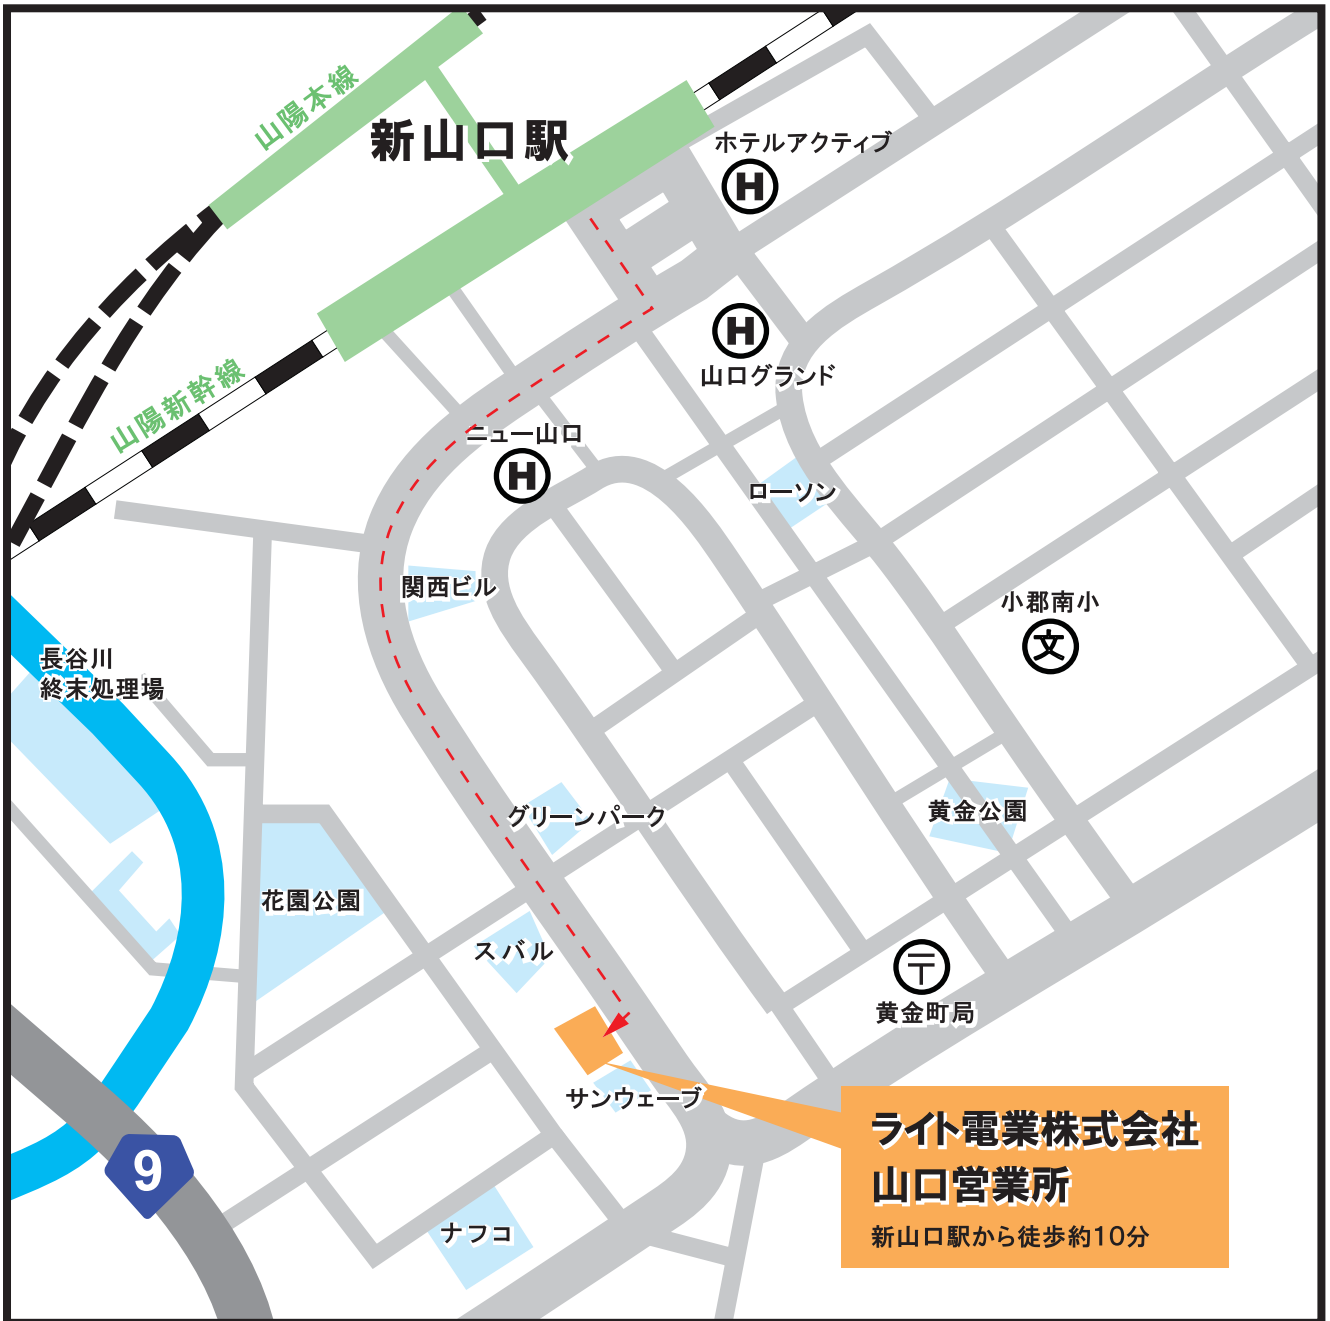 山陽本線
新山口駅
ホテルアクティブ
H
H
山口グランド
山陽新幹線
ニュー山口
H
ローソン
関西ビル
小郡南小
文
長谷川
終末処理場
グリーンパーク
黄金公園
花園公園
スバル
〒
黄金町局
サンウェーブ
ライト電業株式会社
山口営業所
新山口駅から徒歩約10分
9
ナフコ